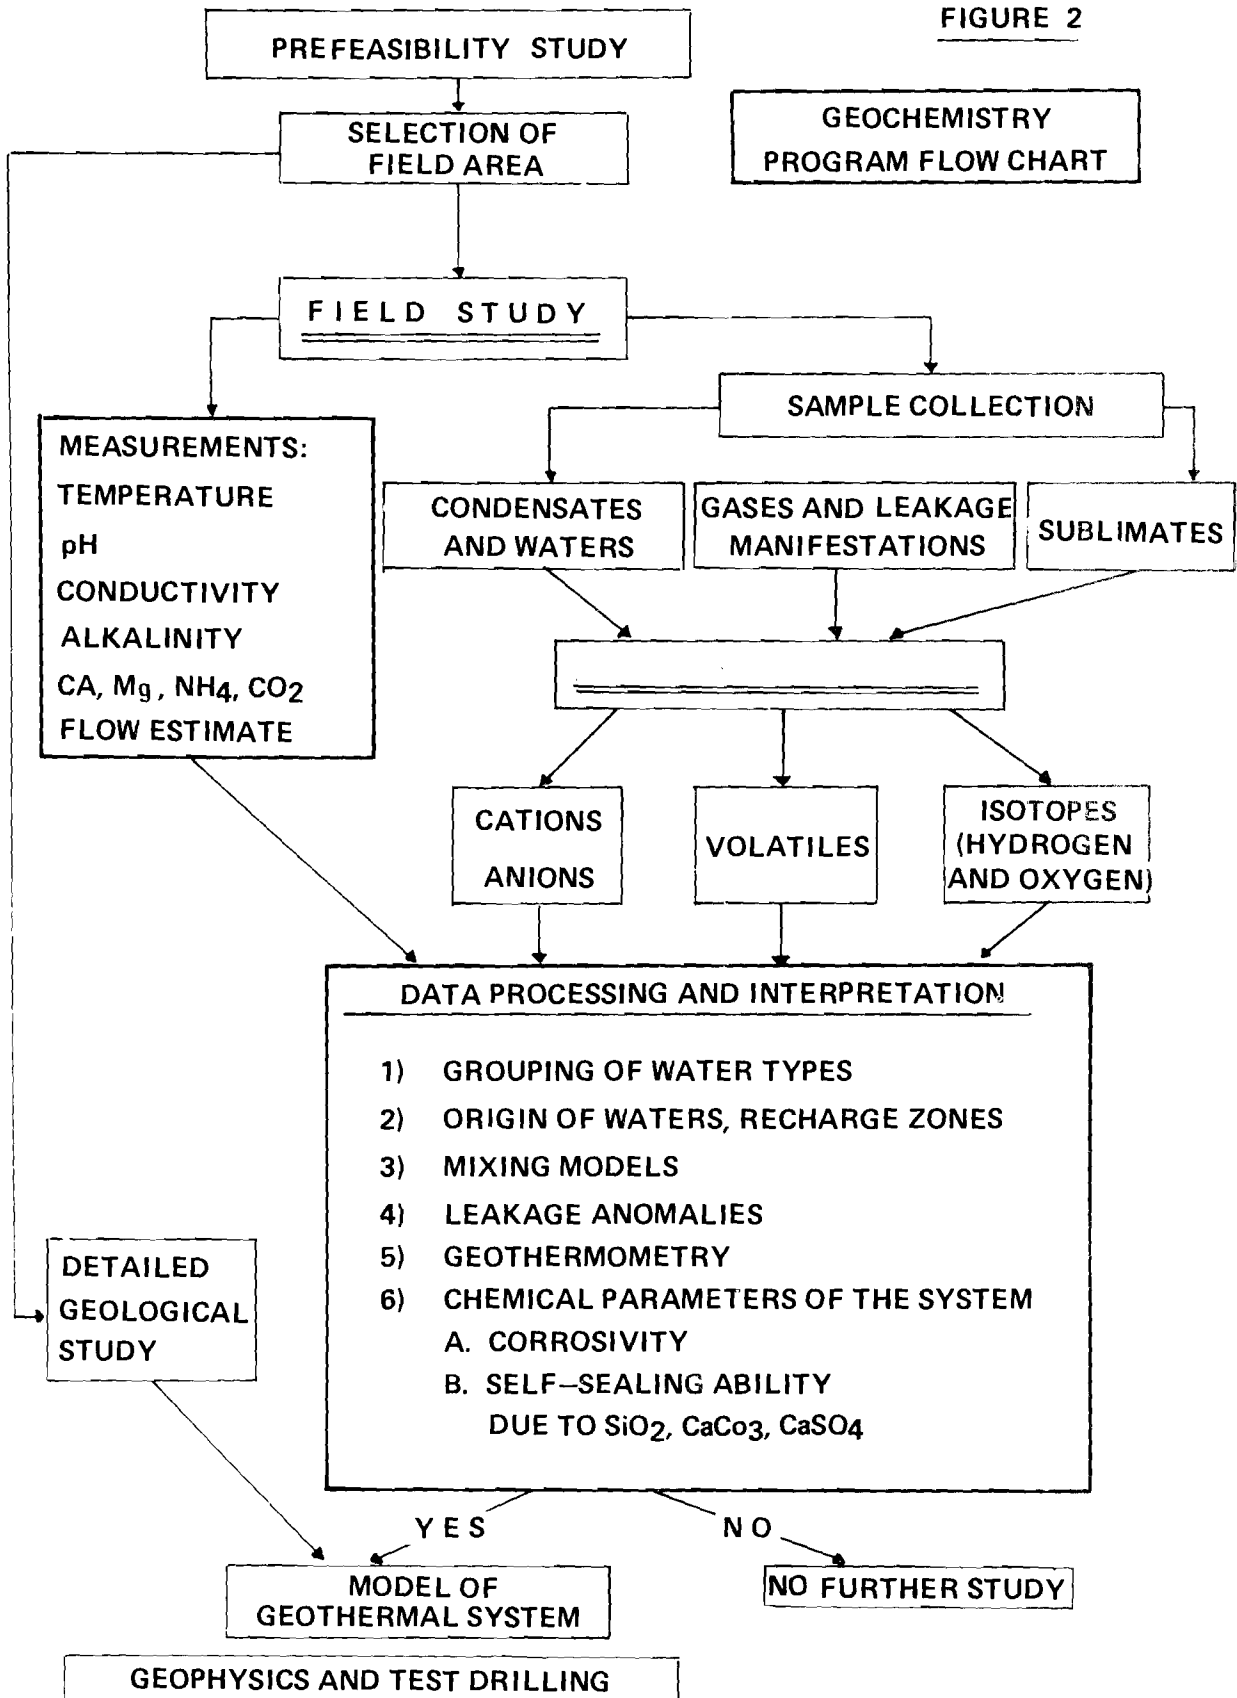 FIGURE 2
PREFEASIBILITY STUDY
GEOCHEMISTRY
PROGRAM FLOW CHART
SELECTION OF
FIELD AREA
FIELD STUDY
SAMPLE COLLECTION
MEASUREMENTS:
TEMPERATURE
pH
CONDUCTIVITY
ALKALINITY
CA, Mg, NH4, CO2
FLOW ESTIMATE
CONDENSATES
AND WATERS
GASES AND LEAKAGE
MANIFESTATIONS
SUBLIMATES
CATIONS
ANIONS
VOLATILES
ISOTOPES
(HYDROGEN
AND OXYGEN)
DATA PROCESSING AND INTERPRETATION
1) GROUPING OF WATER TYPES
2) ORIGIN OF WATERS, RECHARGE ZONES
3) MIXING MODELS
4) LEAKAGE ANOMALIES
5) GEOTHERMOMETRY
6) CHEMICAL PARAMETERS OF THE SYSTEM
A. CORROSIVITY
B. SELF-SEALING ABILITY
DUE TO SiO2, CaCo3, CaSO4
DETAILED
GEOLOGICAL
STUDY
YES
NO
MODEL OF
GEOTHERMAL SYSTEM
NO FURTHER STUDY
GEOPHYSICS AND TEST DRILLING